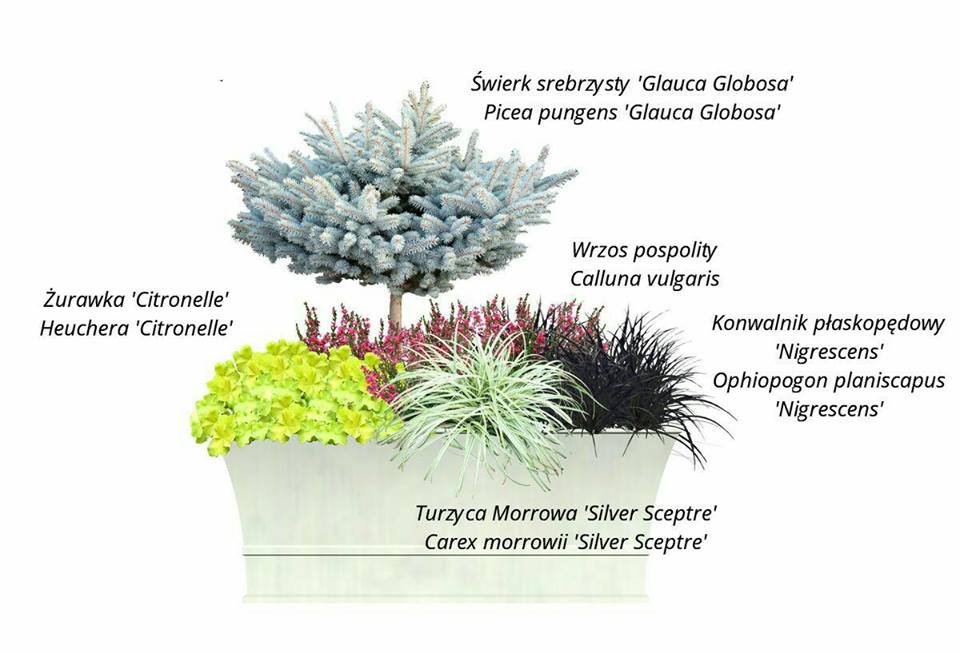 Świerk srebrzysty 'Glauca Globosa'
Picea pungens 'Glauca Globosa'
Wrzos pospolity
Calluna vulgaris
Żurawka 'Citronelle'
Heuchera 'Citronelle'
Konwalnik płaskopędowy
'Nigrescens'
Ophiopogon planiscapus
'Nigrescens'
Turzyca Morrowa 'Silver Sceptre'
Carex morrowii 'Silver Sceptre'